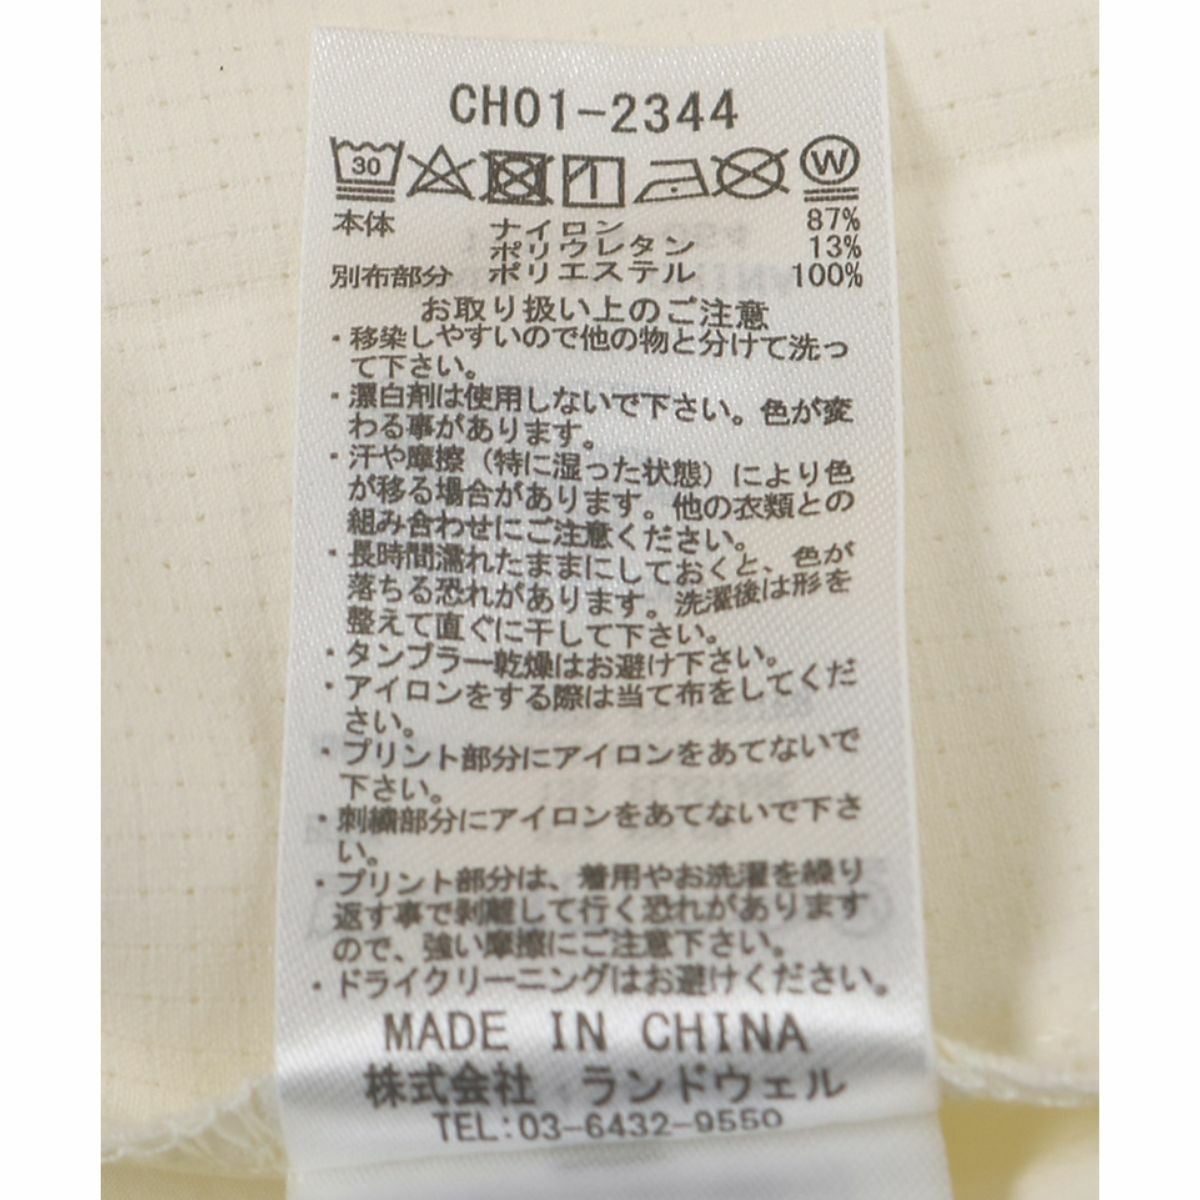 CH01-2344
30 W
本体 ナイロン 87%
ポリウレタン 13%
別布部分 ポリエステル 100%
お取り扱い上のご注意
・移染しやすいので他の物と分けて洗っ
て下さい。
・漂白剤は使用しないで下さい。色が変
わる事があります。
・汗や摩擦（特に湿った状態）により色
が移る場合があります。他の衣類との
組み合わせにご注意ください。
・長時間濡れたままにしておくと、色が
落ちる恐れがあります。洗濯後は形を
整えて直ぐに干して下さい。
・タンブラー乾燥はお避け下さい。
・アイロンをする際は当て布をしてくだ
さい。
・プリント部分にアイロンをあてないで
下さい。
・刺繍部分にアイロンをあてないで下さ
い。
・プリント部分は、着用やお洗濯を繰り
返す事で剥離して行く恐れがあります
ので、強い摩擦にご注意下さい。
・ドライクリーニングはお避けください。
MADE IN CHINA
株式会社 ランドウェル
TEL:03-6432-9550